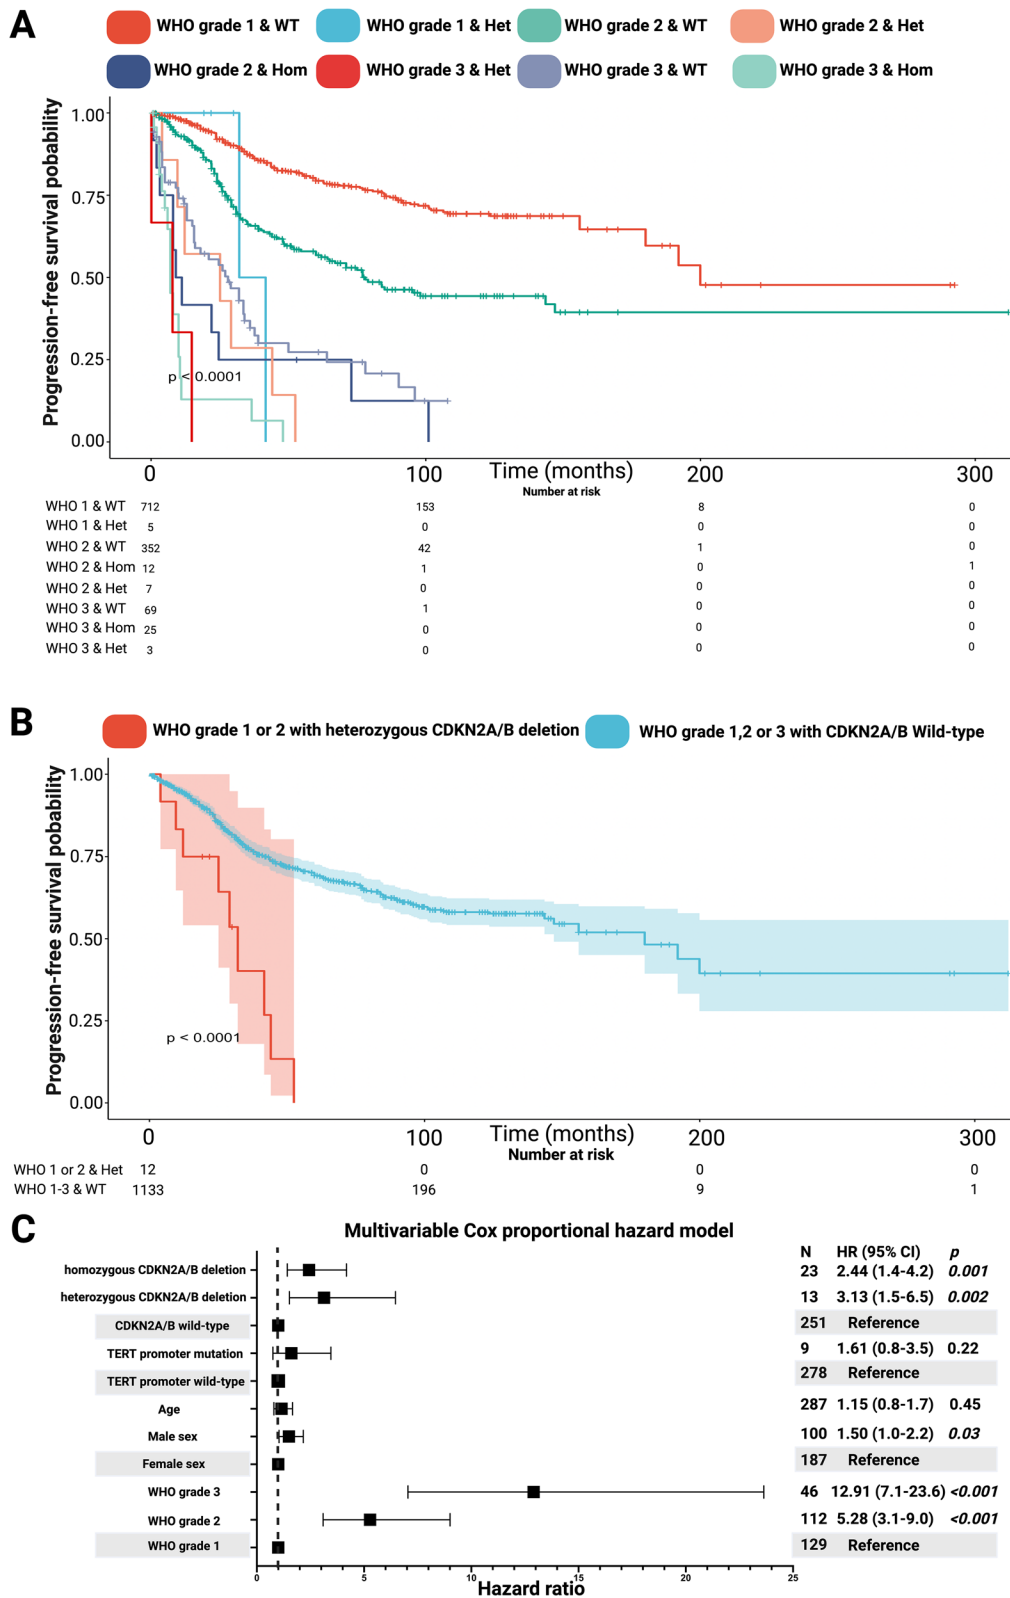 A
WHO grade 1 & WT
WHO grade 1 & Het
WHO grade 2 & WT
WHO grade 2 & Het
WHO grade 2 & Hom
WHO grade 3 & Het
WHO grade 3 & WT
WHO grade 3 & Hom
Progression-free survival pobability
1.00
0.75
0.50
0.25
0.00
p < 0.0001
0 100 200 300
Time (months)
Number at risk
WHO 1 & WT 712 153 8 0
WHO 1 & Het 5 0 0 0
WHO 2 & WT 352 42 1 0
WHO 2 & Hom 12 1 0 1
WHO 2 & Het 7 0 0 0
WHO 3 & WT 69 1 0 0
WHO 3 & Hom 25 0 0 0
WHO 3 & Het 3 0 0 0
B
WHO grade 1 or 2 with heterozygous CDKN2A/B deletion
WHO grade 1,2 or 3 with CDKN2A/B Wild-type
Progression-free survival pobability
1.00
0.75
0.50
0.25
0.00
p < 0.0001
0 100 200 300
Time (months)
Number at risk
WHO 1 or 2 & Het 12 0 0 0
WHO 1-3 & WT 1133 196 9 1
C
Multivariable Cox proportional hazard model
N HR (95% CI) p
homozygous CDKN2A/B deletion 23 2.44 (1.4-4.2) 0.001
heterozygous CDKN2A/B deletion 13 3.13 (1.5-6.5) 0.002
CDKN2A/B wild-type 251 Reference
TERT promoter mutation 9 1.61 (0.8-3.5) 0.22
TERT promoter wild-type 278 Reference
Age 287 1.15 (0.8-1.7) 0.45
Male sex 100 1.50 (1.0-2.2) 0.03
Female sex 187 Reference
WHO grade 3 46 12.91 (7.1-23.6) <0.001
WHO grade 2 112 5.28 (3.1-9.0) <0.001
WHO grade 1 129 Reference
0 5 10 15 20 25
Hazard ratio